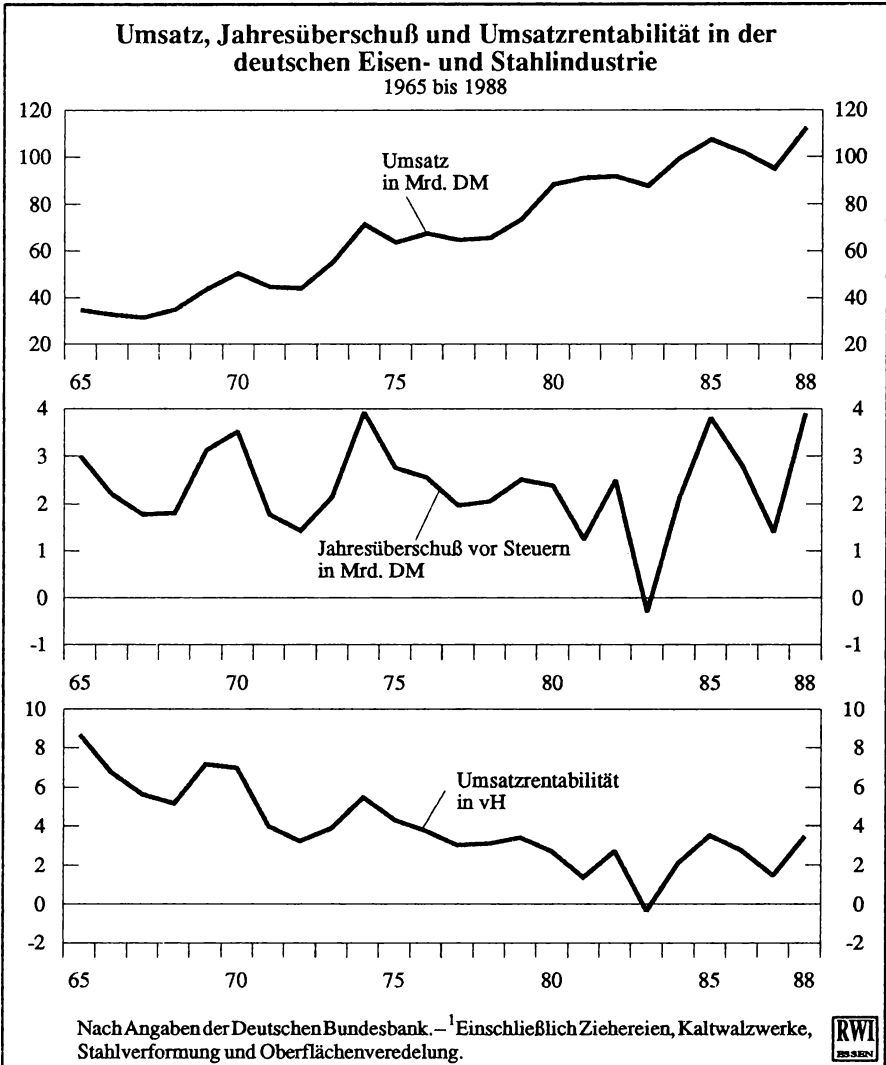 Umsatz, Jahresüberschuß und Umsatzrentabilität in der
deutschen Eisen- und Stahlindustrie
1965 bis 1988
120 120
100 100
80 80
60 60
40 40
20 20
Umsatz
in Mrd. DM
65 70 75 80 85 88
4 4
3 3
2 2
1 1
0 0
-1 -1
Jahresüberschuß vor Steuern
in Mrd. DM
65 70 75 80 85 88
10 10
8 8
6 6
4 4
2 2
0 0
-2 -2
Umsatzrentabilität
in vH
65 70 75 80 85 88
Nach Angaben der Deutschen Bundesbank.–¹Einschließlich Ziehereien, Kaltwalzwerke,
Stahlverformung und Oberflächenveredelung.
RWI
ESSEN